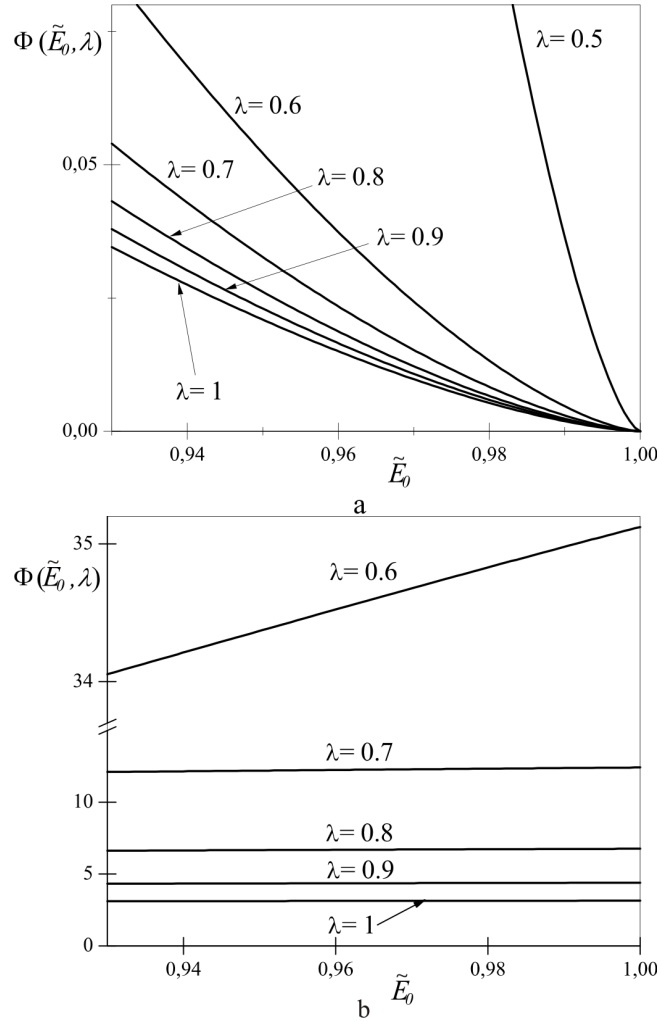 Φ(Ẽ₀,λ)
λ= 0.5
λ= 0.6
0,05
λ= 0.7
λ= 0.8
λ= 0.9
λ= 1
0,00
0,94
0,96
0,98
1,00
Ẽ₀
a
35
Φ(Ẽ₀,λ)
λ= 0.6
34
λ= 0.7
10
λ= 0.8
5
λ= 0.9
λ= 1
0
0,94
0,96
0,98
1,00
Ẽ₀
b